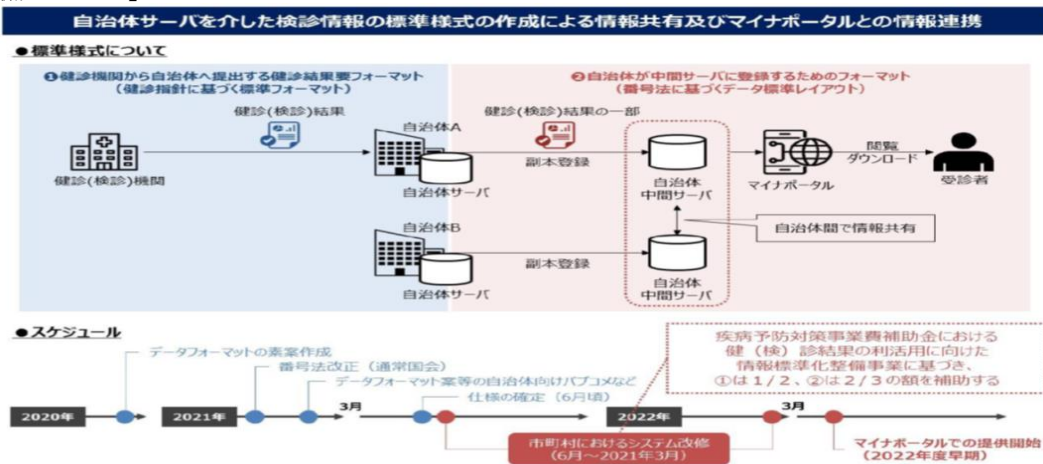 自治体サーバを介した検診情報の標準様式の作成による情報共有及びマイナポータルとの情報連携
●標準様式について
❶健診機関から自治体へ提出する健診結果要フォーマット
(健診指針に基づく標準フォーマット)
❷自治体が中間サーバに登録するためのフォーマット
(番号法に基づくデータ標準レイアウト)
健診(検診)結果
自治体A
健診(検診)結果の一部
健診(検診)機関
自治体サーバ
副本登録
自治体
中間サーバ
マイナポータル
閲覧
ダウンロード
受診者
自治体間で情報共有
自治体B
自治体サーバ
副本登録
自治体
中間サーバ
●スケジュール
データフォーマットの素案作成
番号法改正(通常国会)
データフォーマット案等の自治体向けパブコメなど
仕様の確定(6月頃)
疾病予防対策事業費補助金における
健(検)診結果の利活用に向けた
情報標準化整備事業に基づき、
①は1/2、②は2/3の額を補助する
2020年
2021年
3月
2022年
3月
市町村におけるシステム改修
(6月~2021年3月)
マイナポータルでの提供開始
(2022年度早期)